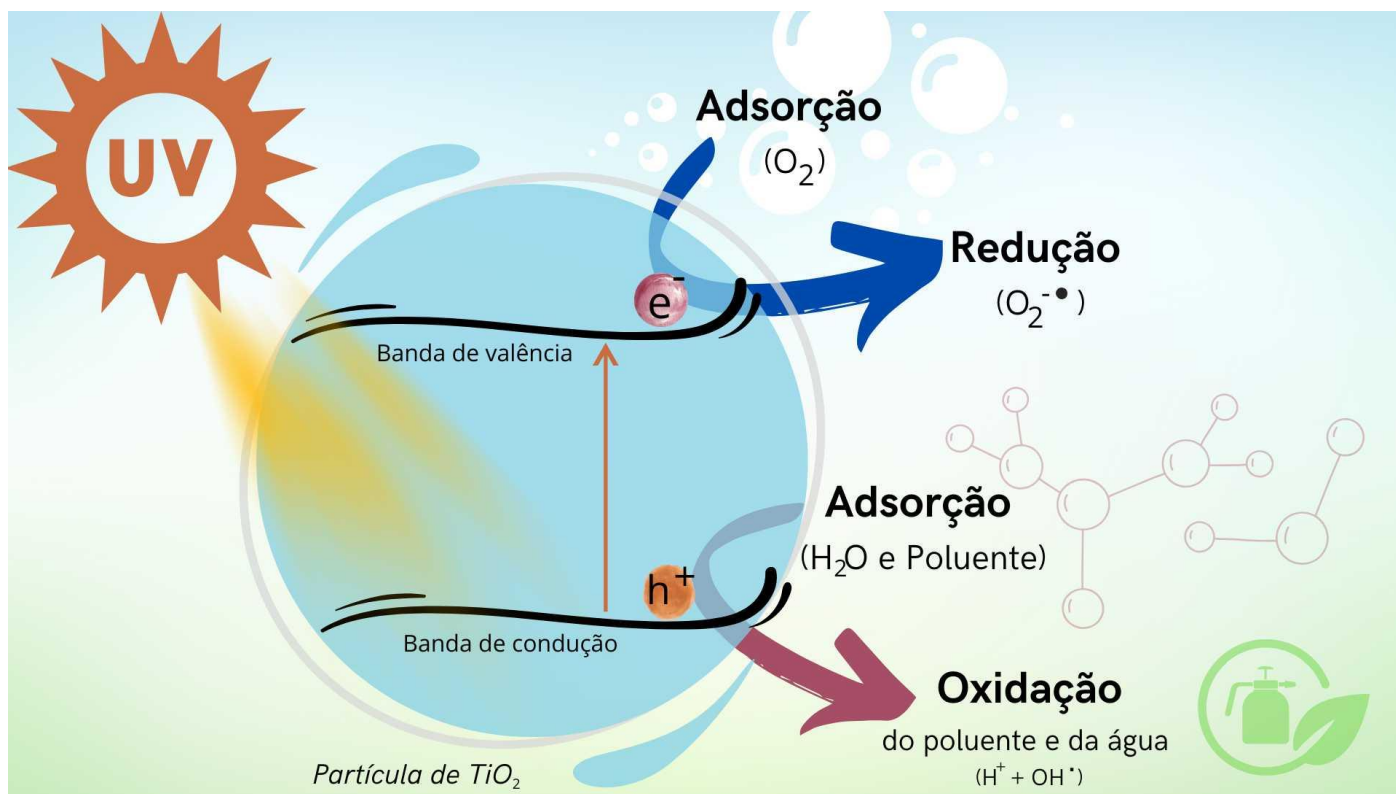 UV
Adsorção
(O₂)
Redução
(O₂⁻•)
e⁻
Banda de valência
Adsorção
(H₂O e Poluente)
h⁺
Banda de condução
Oxidação
do poluente e da água
(H⁺ + OH•)
Partícula de TiO₂